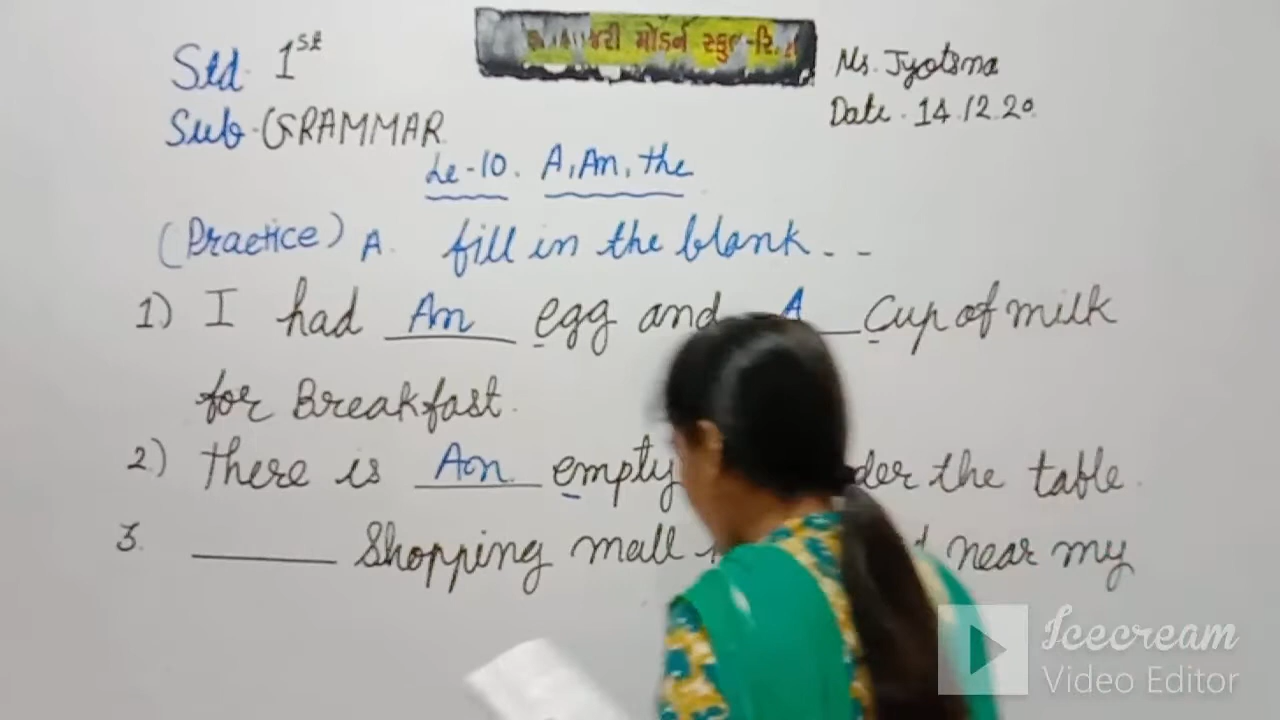 મોડર્ન સ્કુલ-રિ.
Std 1st
Ms. Jyotsna
Sub - GRAMMAR
Date . 14.12.20
Le-10. A, An, the
(Practice) A. fill in the blank...
1) I had An egg and A Cup of milk
for Breakfast.
2) There is An empty the table.
3. ______ Shopping mall near my
Icecream
Video Editor